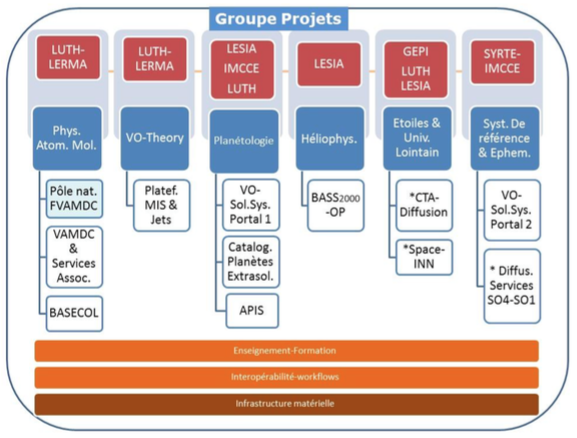 Groupe Projets
LUTH-
LERMA
LUTH-
LERMA
LESIA
IMCCE
LUTH
LESIA
GEPI
LUTH
LESIA
SYRTE-
IMCCE
Phys.
Atom. Mol.
VO-Theory
Planétologie
Héliophys.
Etoiles &
Univ.
Lointain
Syst. De
référence
& Ephem.
Pôle nat.
FVAMDC
VAMDC
&
Services
Assoc.
BASECOL
Platef.
MIS &
Jets
VO-
Sol.Sys.
Portal 1
Catalog.
Planètes
Extrasol.
APIS
BASS2000
-OP
*CTA-
Diffusion
*Space-
INN
VO-
Sol.Sys.
Portal 2
* Diffus.
Services
SO4-SO1
Enseignement-Formation
Interopérabilité-workflows
Infrastructure matérielle